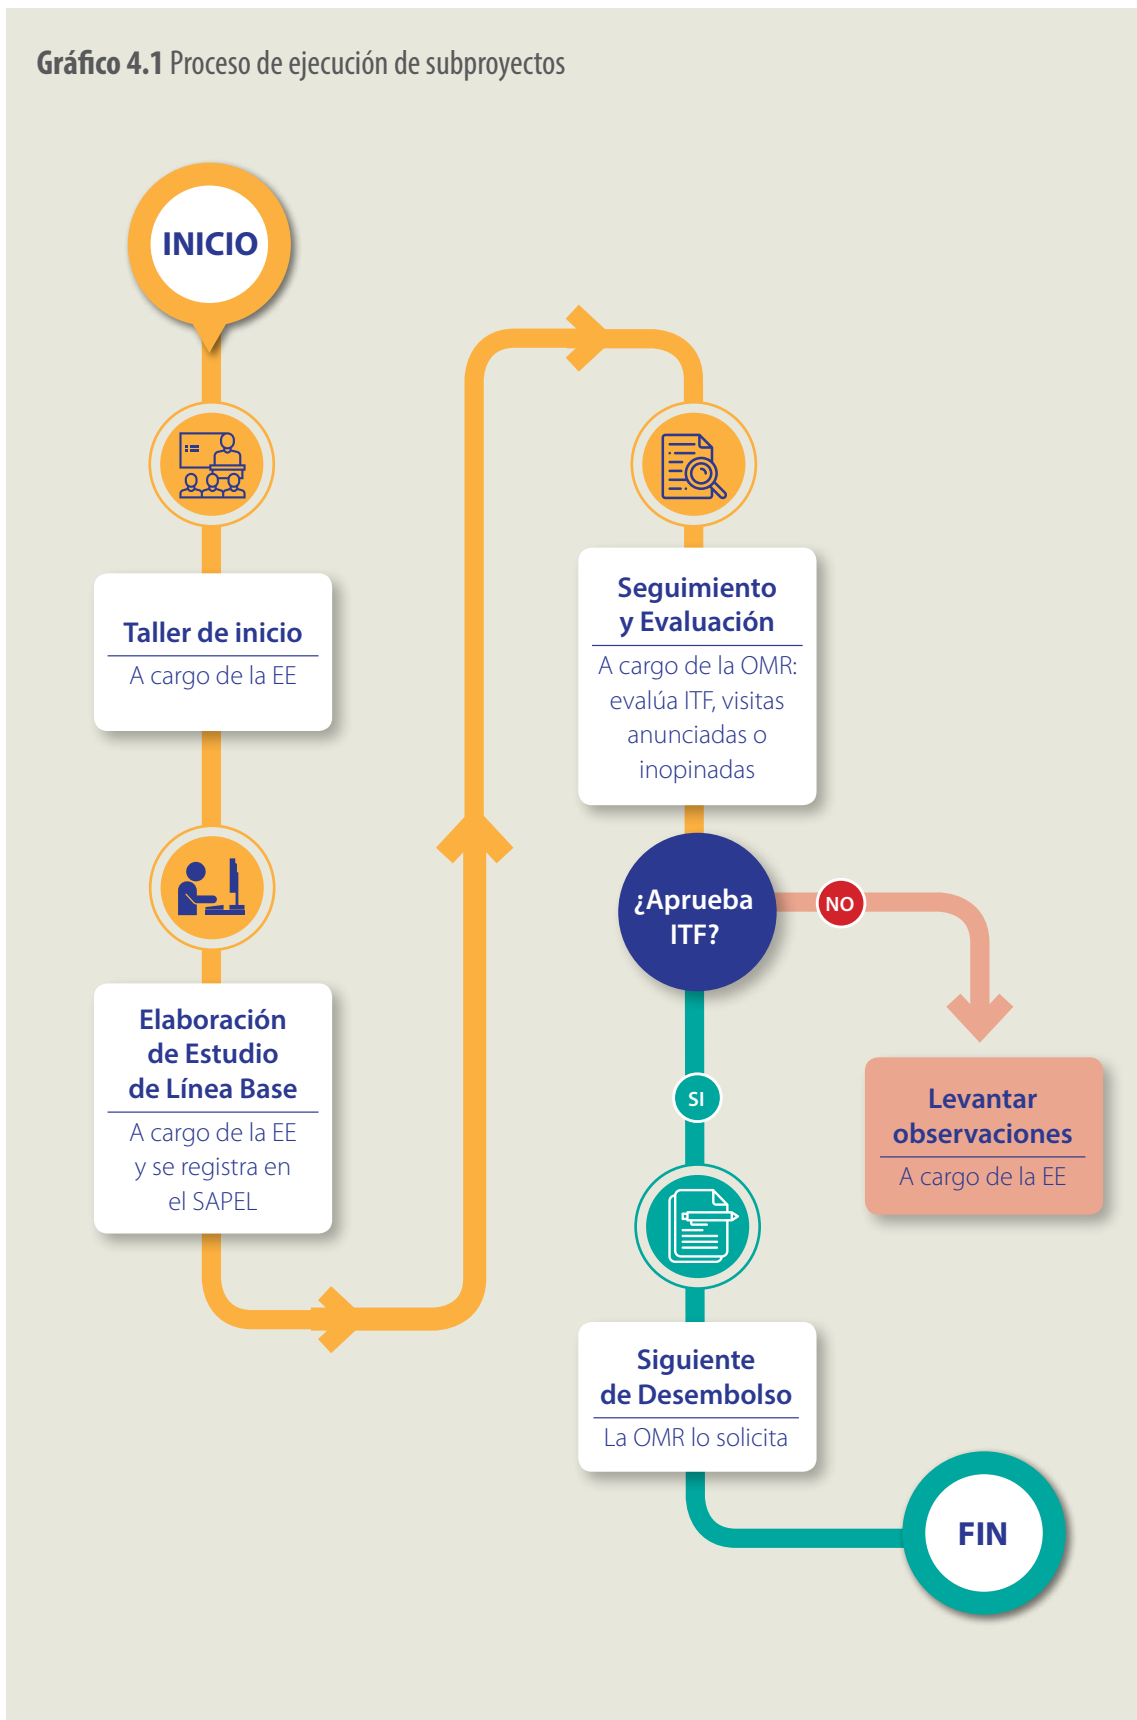 Gráfico 4.1 Proceso de ejecución de subproyectos
INICIO
Taller de inicio
A cargo de la EE
Elaboración
de Estudio
de Línea Base
A cargo de la EE
y se registra en
el SAPEL
Seguimiento
y Evaluación
A cargo de la OMR:
evalúa ITF, visitas
anunciadas o
inopinadas
¿Aprueba
ITF?
NO
Levantar
observaciones
A cargo de la EE
SI
Siguiente
de Desembolso
La OMR lo solicita
FIN